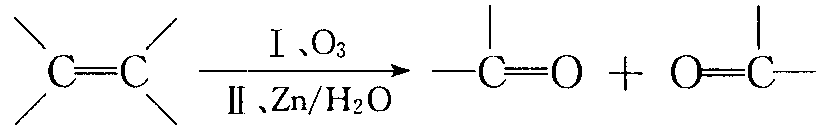 Ⅰ、O₃
C=C C=O + O=C
Ⅱ、Zn/H₂O